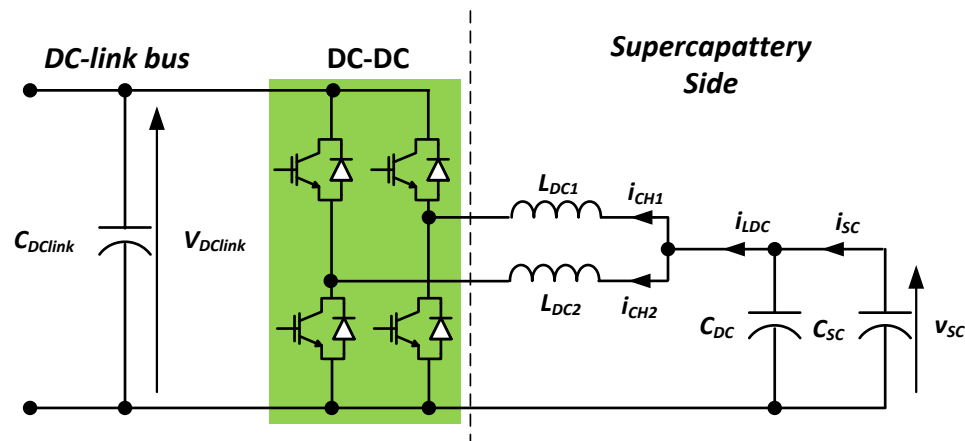 DC-link bus
DC-DC
Supercapattery
Side
C_DClink
V_DClink
L_DC1
i_CH1
L_DC2
i_CH2
i_LDC
i_SC
C_DC
C_SC
v_SC